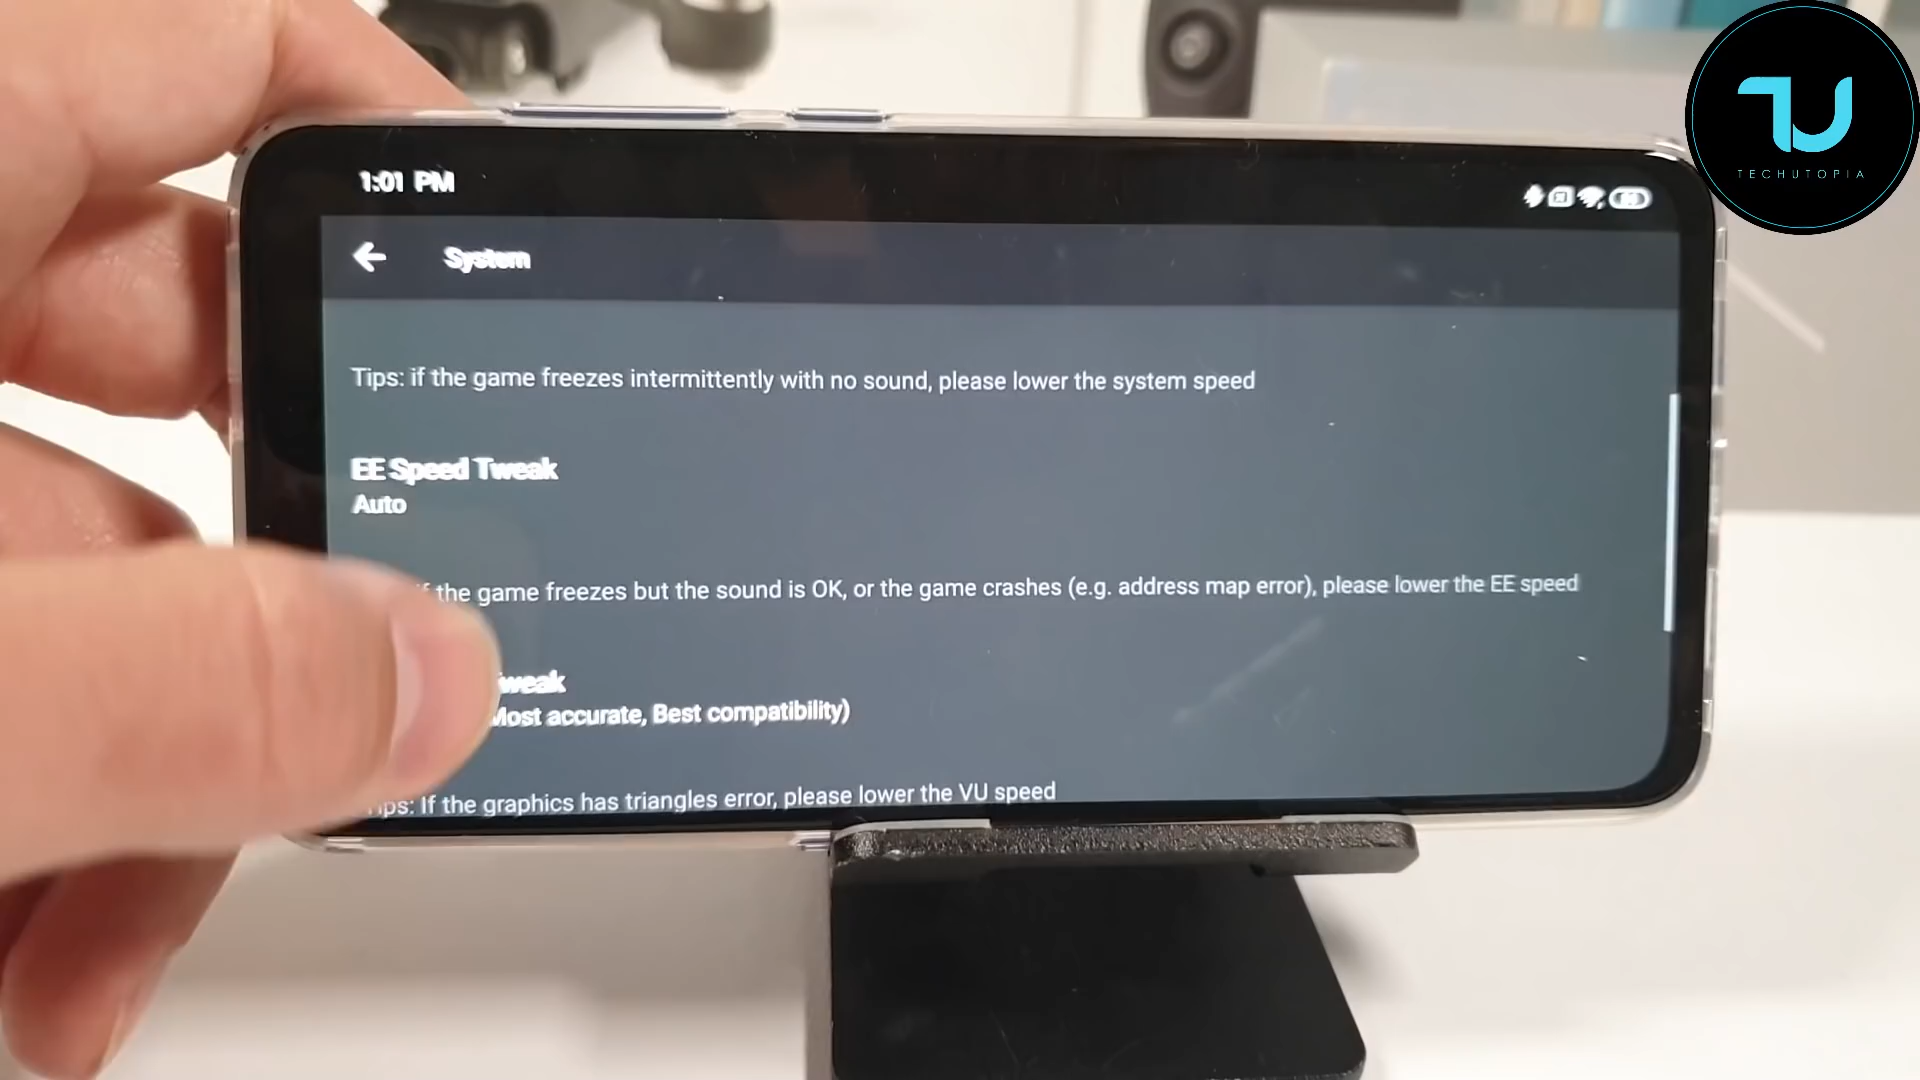 TU
TECHUTOPIA
1:01 PM
System
Tips: if the game freezes intermittently with no sound, please lower the system speed
EE Speed Tweak
Auto
the game freezes but the sound is OK, or the game crashes (e.g. address map error), please lower the EE speed
Most accurate, Best compatibility)
If the graphics has triangles error, please lower the VU speed